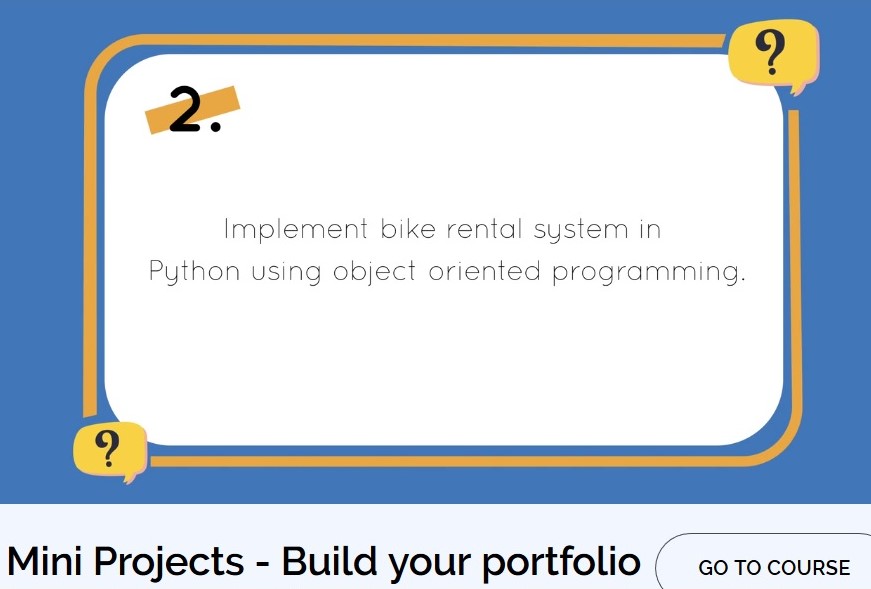 ?
2.
Implement bike rental system in
Python using object oriented programming.
?
Mini Projects - Build your portfolio
GO TO COURSE